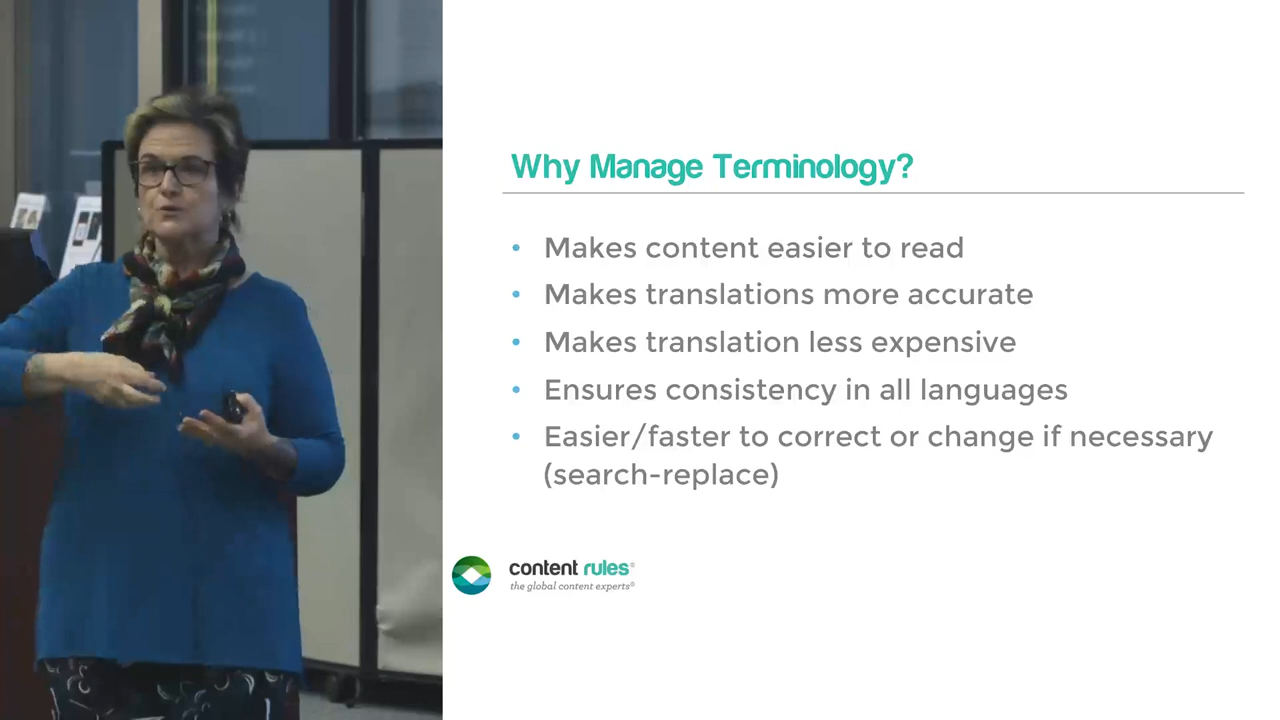 Why Manage Terminology?
• Makes content easier to read
• Makes translations more accurate
• Makes translation less expensive
• Ensures consistency in all languages
• Easier/faster to correct or change if necessary
(search-replace)
content rules®
the global content experts®